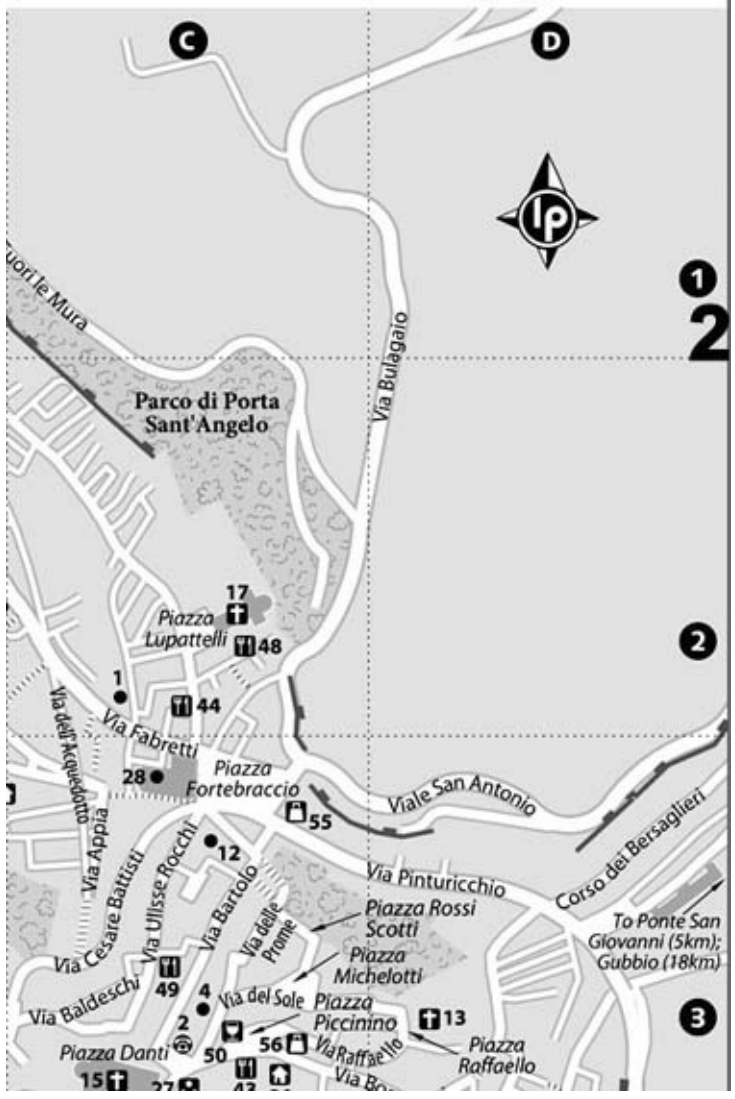 C
D
lp
1
2
uori le Mura
Via Bulagaio
Parco di Porta
Sant'Angelo
17
Piazza
Lupattelli
48
2
1
44
Via dell'Acquedotto
Via Fabretti
28
Piazza
Fortebraccio
Viale San Antonio
55
Via Appia
12
Corso dei Bersaglieri
Via Pinturicchio
Via Cesare Battisti
Via Ulisse Rocchi
Via Bartolo
Via delle
Prome
Piazza Rossi
Scotti
To Ponte San
Giovanni (5km);
Gubbio (18km)
Piazza
Michelotti
49
Via Baldeschi
4
Via del Sole
Piazza
Piccinino
13
3
2
Piazza Danti
50
56
Via Raffaello
Piazza
Raffaello
15
27
43
Via Bo